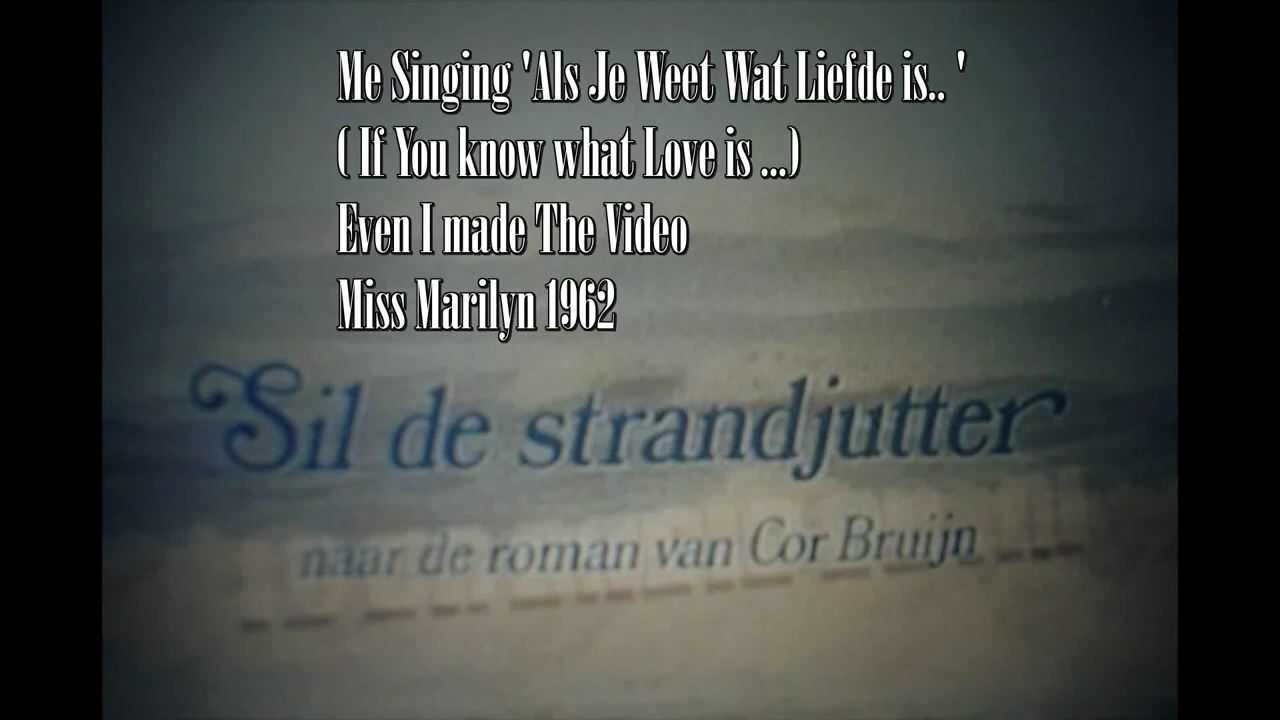 Me Singing 'Als Je Weet Wat Liefde is.. '
( If You know what Love is ...)
Even I made The Video
Miss Marilyn 1962
Sil de strandjutter
naar de roman van Cor Bruijn